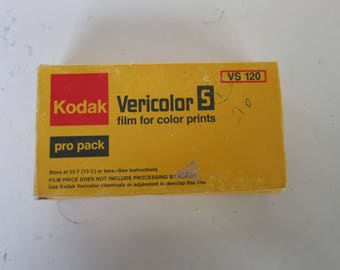 VS 120
Kodak
Vericolor S
film for color prints
pro pack
Store at 55 F (13 C) or less—See instructions
FILM PRICE DOES NOT INCLUDE PROCESSING BY KODAK
Use Kodak Vericolor chemicals or equivalent to develop this film